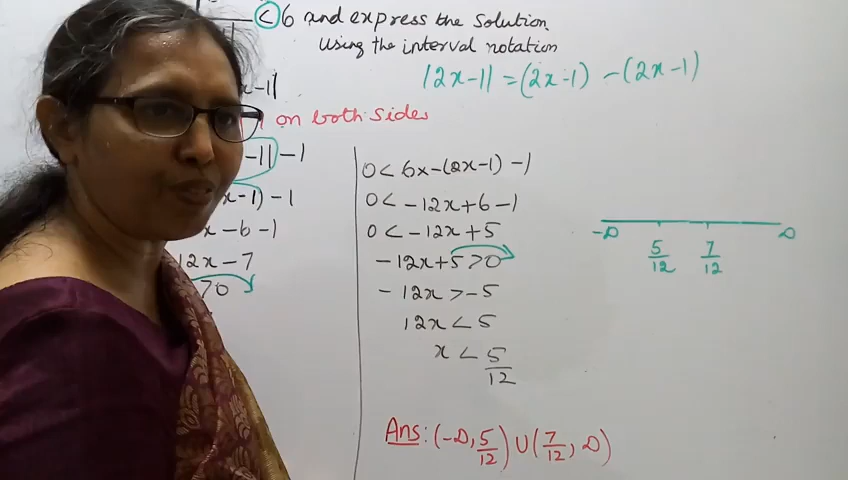 < 6 and express the solution
using the interval notation
|2x-1| = (2x-1) -(2x-1)
x-1|
on both sides
-1| -1
x-1) -1
x -6 -1
12x -7
>0
0 < 6x-(2x-1) -1
0 < -12x+6 -1
0 < -12x +5
-12x+5 >0
-12x >-5
12x < 5
x < 5/12
-∞ 5/12 7/12 ∞
Ans: (-∞, 5/12) ∪ (7/12, ∞)